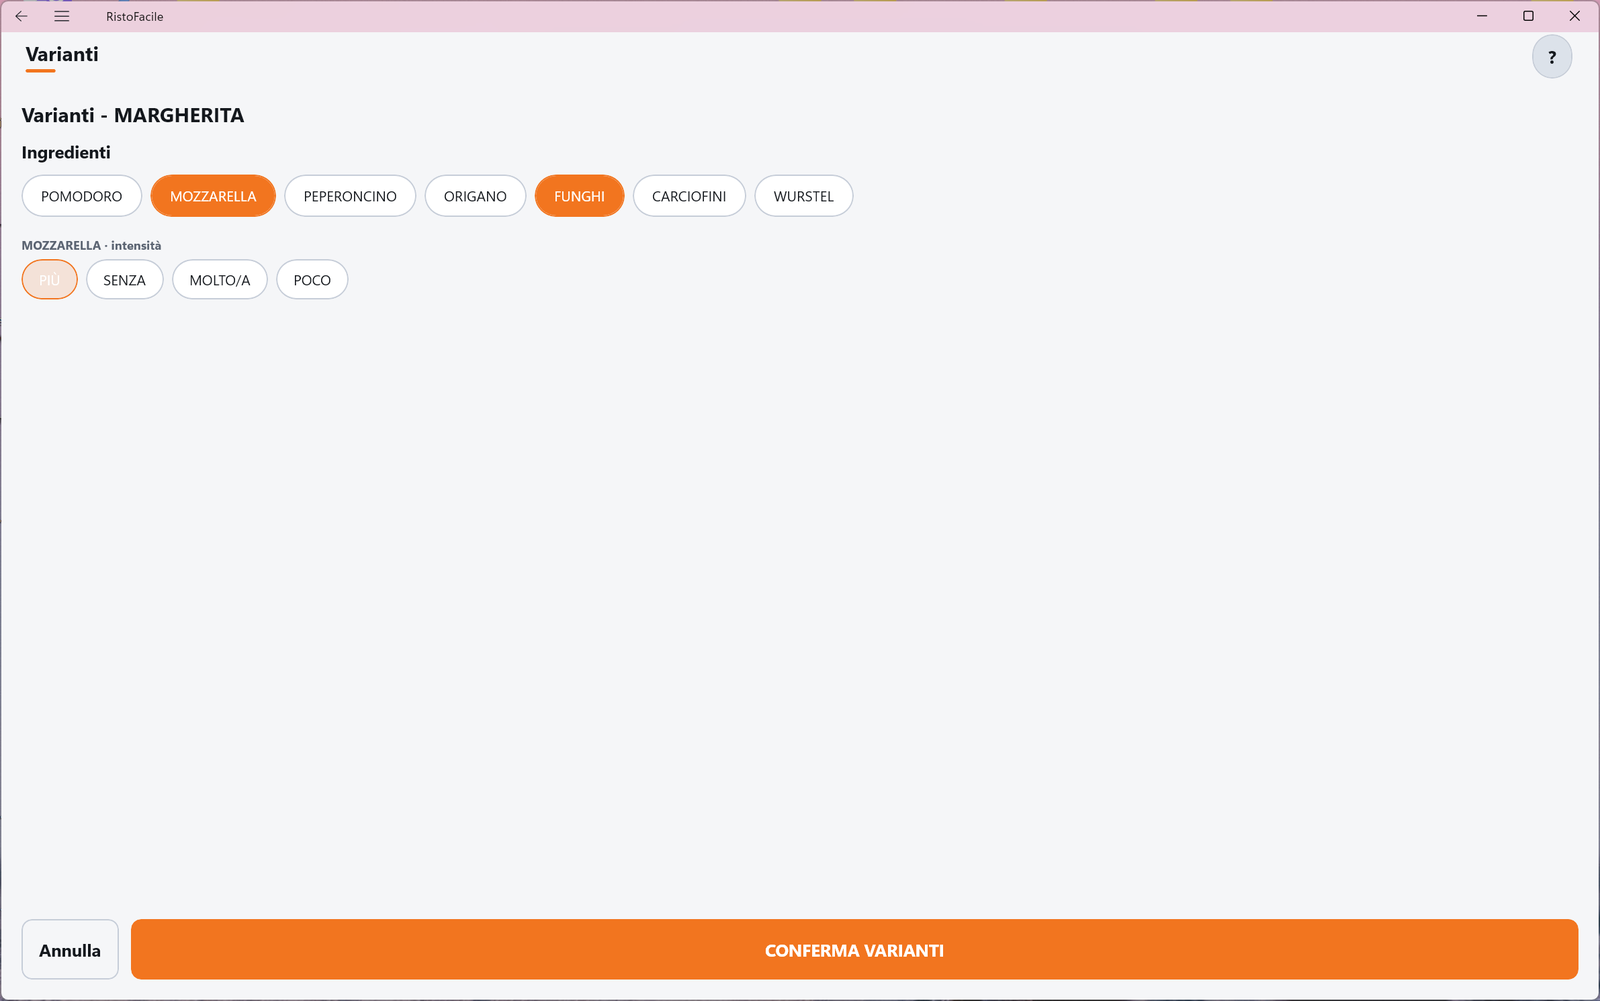 RistoFacile
Varianti
?
Varianti - MARGHERITA
Ingredienti
POMODORO MOZZARELLA PEPERONCINO ORIGANO FUNGHI CARCIOFINI WURSTEL
MOZZARELLA · intensità
PIÙ SENZA MOLTO/A POCO
Annulla CONFERMA VARIANTI